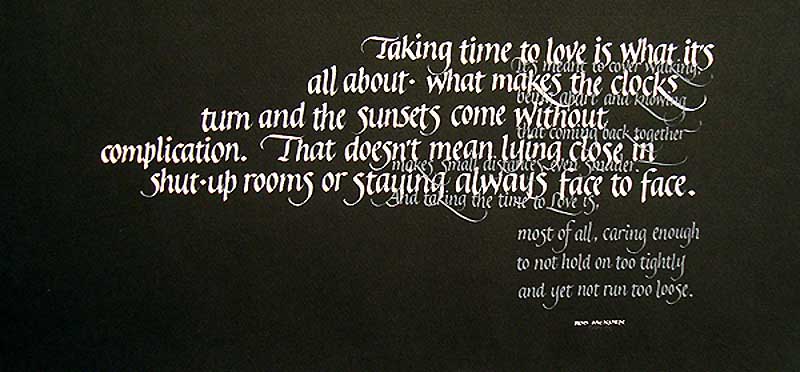 Taking time to love is what it's
all about· what makes the clocks
turn and the sunsets come without
complication. That doesn't mean lying close in
shut-up rooms or staying always face to face.
It's meant to cover walking,
being apart and knowing
that coming back together
makes small distances even smaller.
And taking the time to Love is,
most of all, caring enough
to not hold on too tightly
and yet not run too loose.
ROD McKUEN